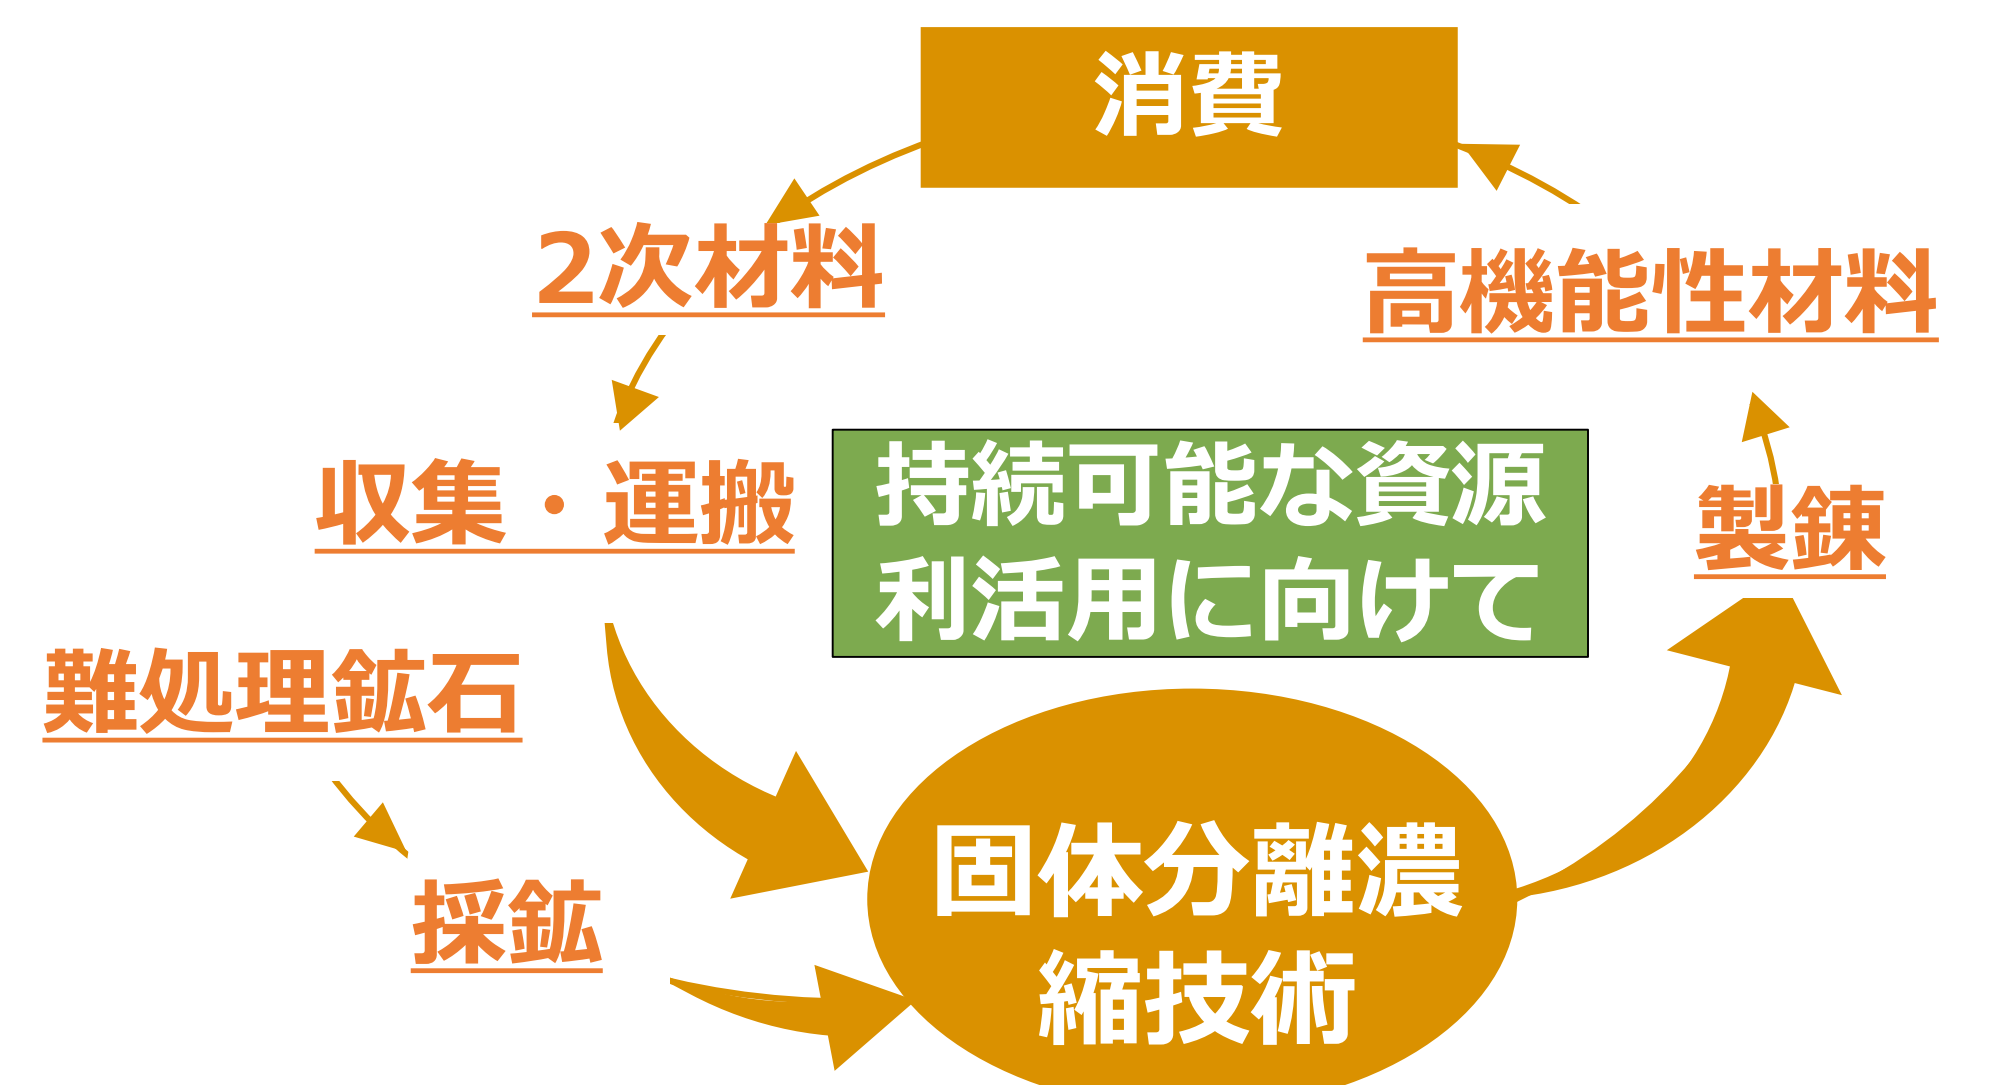 消費
2次材料
高機能性材料
収集・運搬
持続可能な資源
利活用に向けて
製錬
難処理鉱石
採鉱
固体分離濃
縮技術